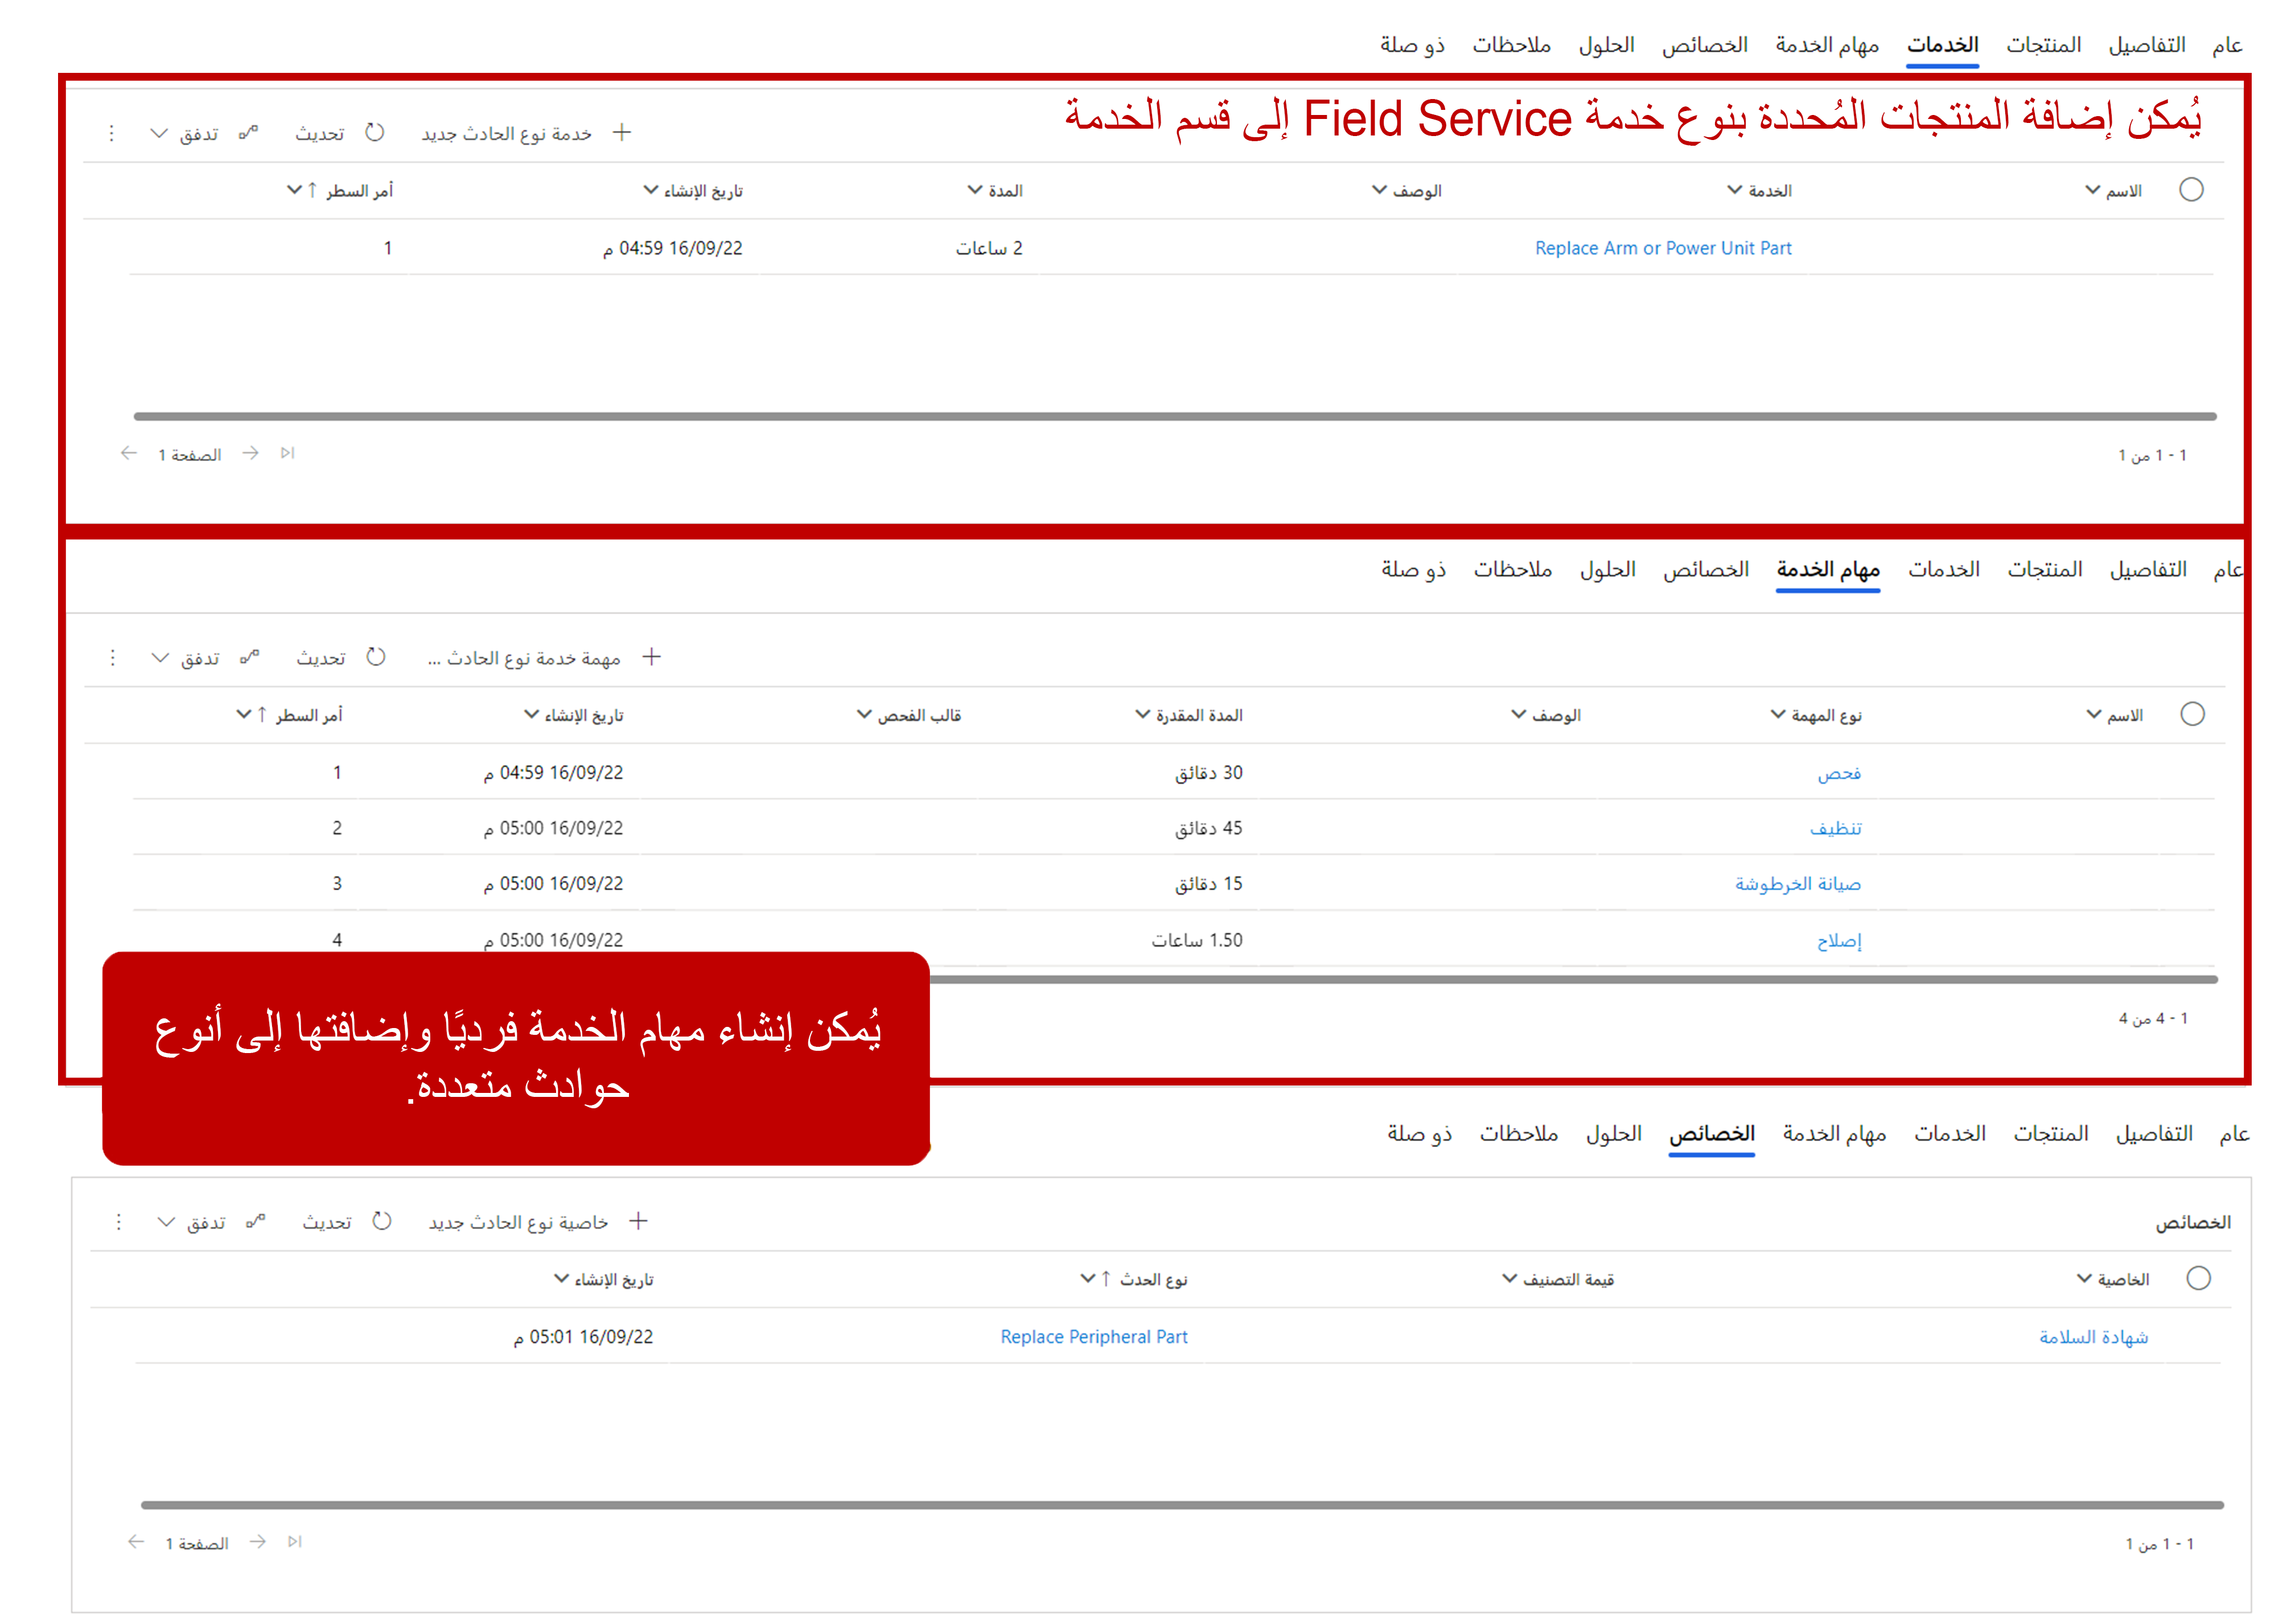 عام التفاصيل المنتجات الخدمات مهام الخدمة الخصائص الحلول ملاحظات ذو صلة
يُمكن إضافة المنتجات المُحددة بنوع خدمة Field Service إلى قسم الخدمة
خدمة نوع الحادث جديد تحديث تدفق
الاسم الخدمة الوصف المدة تاريخ الإنشاء أمر السطر
Replace Arm or Power Unit Part 2 ساعات 16/09/22 04:59 م 1
1 - 1 من 1 الصفحة 1
عام التفاصيل المنتجات الخدمات مهام الخدمة الخصائص الحلول ملاحظات ذو صلة
مهمة خدمة نوع الحادث ... تحديث تدفق
الاسم نوع المهمة الوصف المدة المقدرة قالب الفحص تاريخ الإنشاء أمر السطر
فحص 30 دقائق 16/09/22 04:59 م 1
تنظيف 45 دقائق 16/09/22 05:00 م 2
صيانة الخرطوشة 15 دقائق 16/09/22 05:00 م 3
إصلاح 1.50 ساعات 16/09/22 05:00 م 4
1 - 4 من 4
يُمكن إنشاء مهام الخدمة فرديًا وإضافتها إلى أنوع
حوادث متعددة.
عام التفاصيل المنتجات الخدمات مهام الخدمة الخصائص الحلول ملاحظات ذو صلة
الخصائص خاصية نوع الحادث جديد تحديث تدفق
الخاصية قيمة التصنيف نوع الحدث تاريخ الإنشاء
شهادة السلامة Replace Peripheral Part 16/09/22 05:01 م
1 - 1 من 1 الصفحة 1